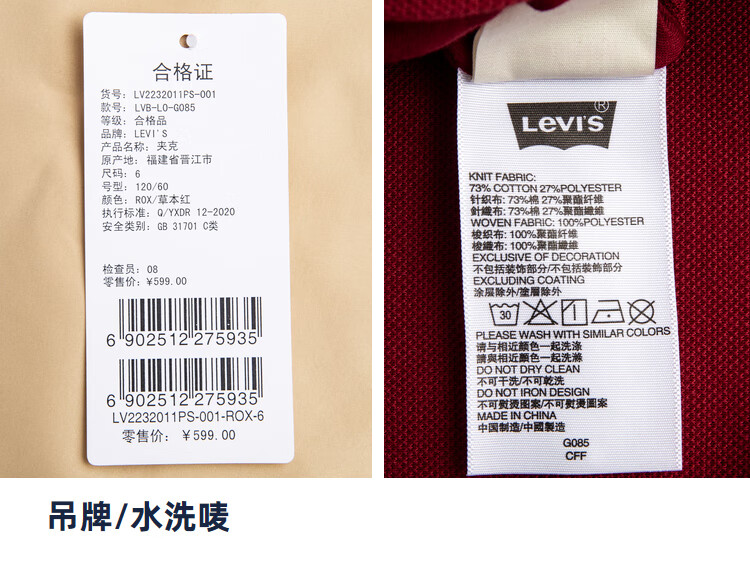 合格证
货号: LV2232011PS-001
款号: LVB-LO-G085
等级: 合格品
品牌: LEVI'S
产品名称: 夹克
原产地: 福建省晋江市
尺码: 6
号型: 120/60
颜色: ROX/草本红
执行标准: Q/YXDR 12-2020
安全类别: GB 31701 C类
检查员: 08
零售价: ¥599.00
6 902512 275935
6 902512 275935
LV2232011PS-001-ROX-6
零售价: ¥599.00
LEVI'S®
KNIT FABRIC:
73% COTTON 27%POLYESTER
针织布: 73%棉 27%聚酯纤维
針織布: 73%棉 27%聚酯纖維
WOVEN FABRIC: 100%POLYESTER
梭织布: 100%聚酯纤维
梭織布: 100%聚酯纖維
EXCLUSIVE OF DECORATION
不包括装饰部分/不包括裝飾部分
EXCLUDING COATING
涂层除外/塗層除外
30
PLEASE WASH WITH SIMILAR COLORS
请与相近颜色一起洗涤
請與相近顏色一起洗滌
DO NOT DRY CLEAN
不可干洗/不可乾洗
DO NOT IRON DESIGN
不可熨烫图案/不可熨燙圖案
MADE IN CHINA
中国制造/中國製造
G085
CFF
吊牌/水洗唛